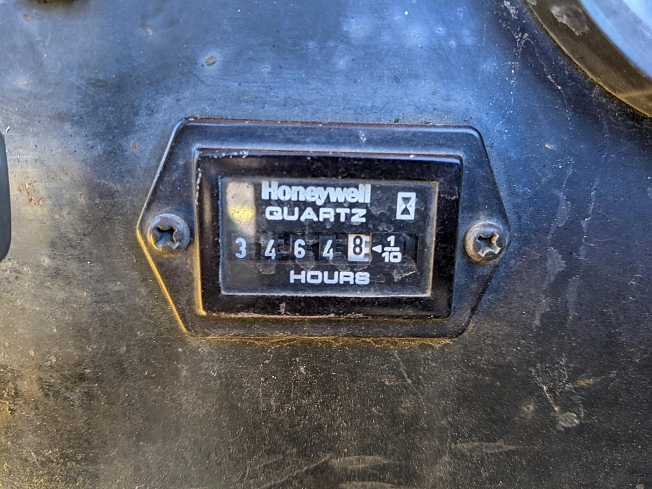 Honeywell
QUARTZ
3 4 6 4 8 ◄ 1/10
HOURS